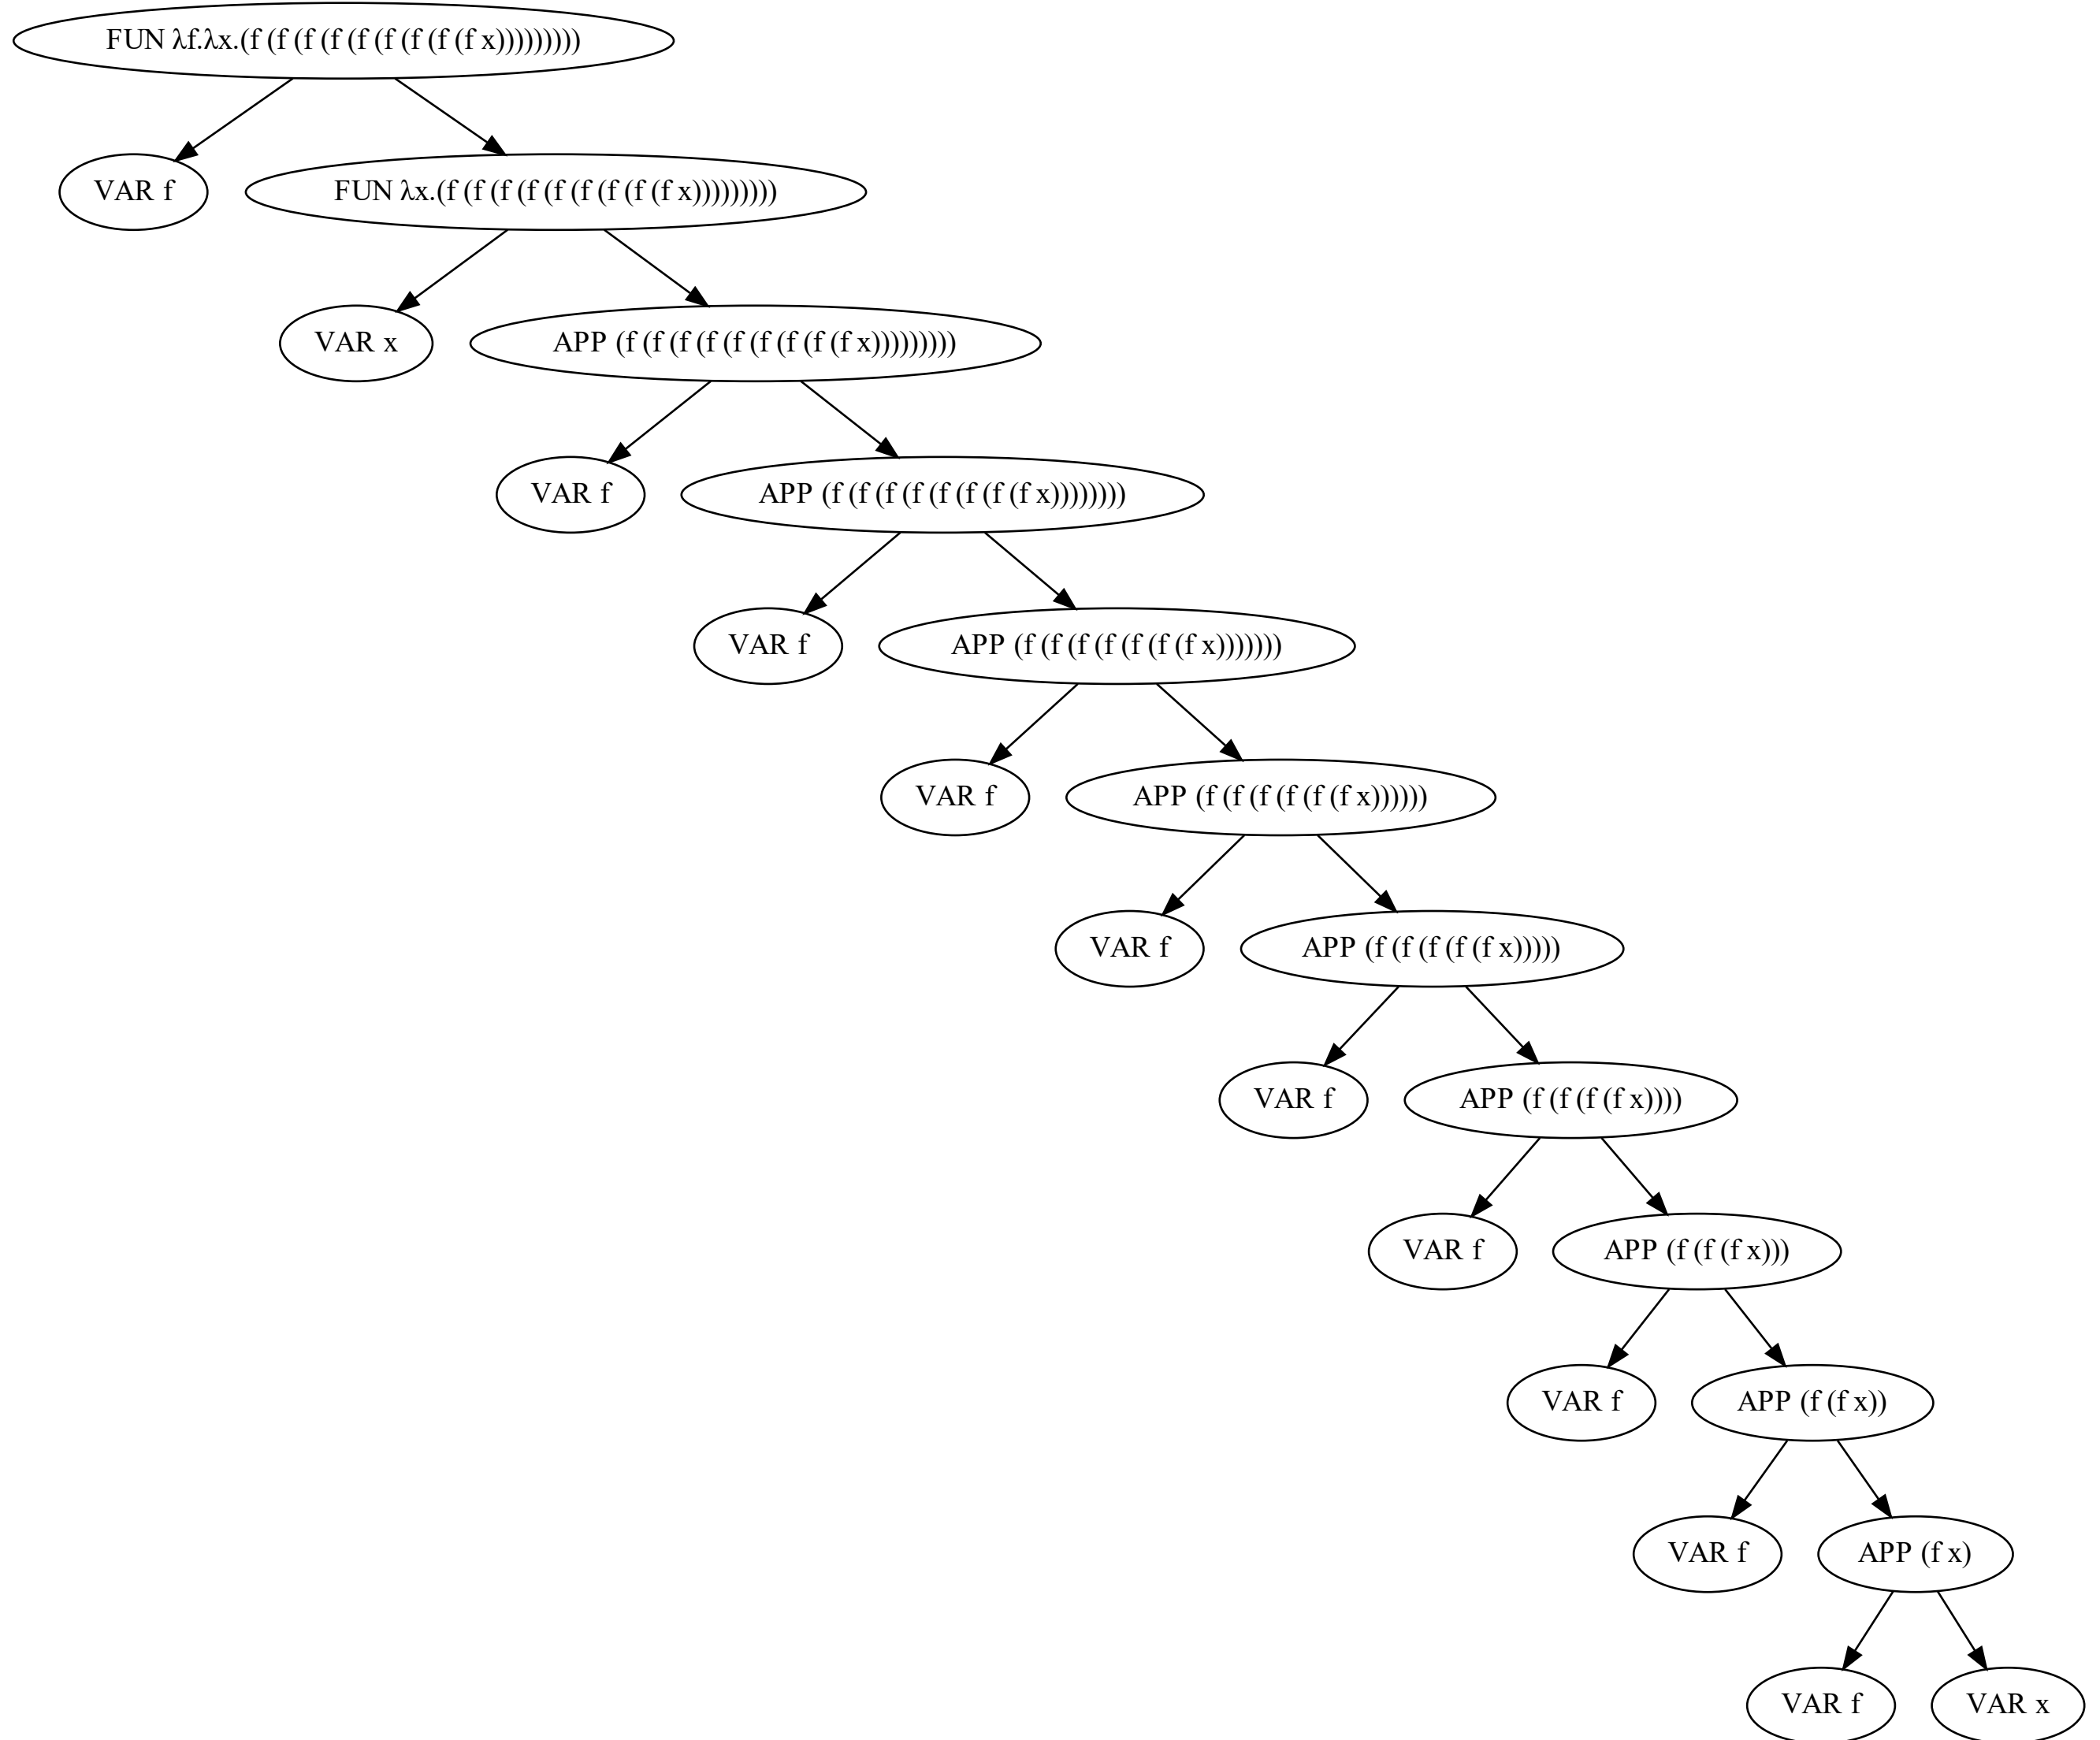 FUN λf.λx.(f (f (f (f (f (f (f (f (f x)))))))))
VAR f
FUN λx.(f (f (f (f (f (f (f (f (f x)))))))))
VAR x
APP (f (f (f (f (f (f (f (f (f x)))))))))
VAR f
APP (f (f (f (f (f (f (f (f x))))))))
VAR f
APP (f (f (f (f (f (f (f x)))))))
VAR f
APP (f (f (f (f (f (f x))))))
VAR f
APP (f (f (f (f (f x)))))
VAR f
APP (f (f (f (f x))))
VAR f
APP (f (f (f x)))
VAR f
APP (f (f x))
VAR f
APP (f x)
VAR f
VAR x